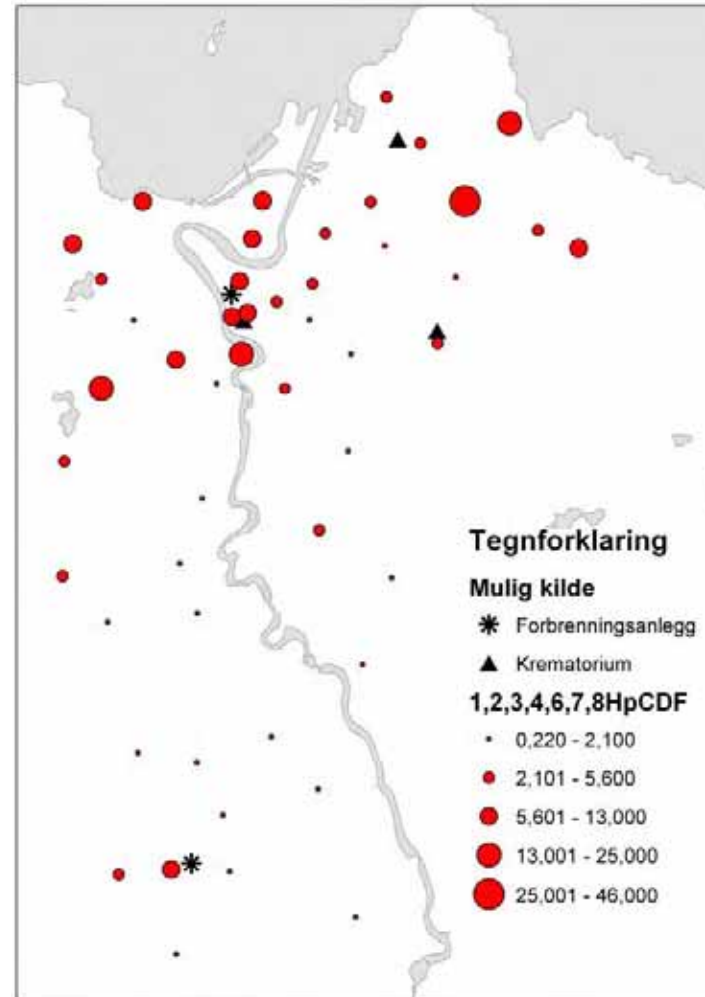 Tegnforklaring
Mulig kilde
Forbrenningsanlegg
Krematorium
1,2,3,4,6,7,8HpCDF
0,220 - 2,100
2,101 - 5,600
5,601 - 13,000
13,001 - 25,000
25,001 - 46,000